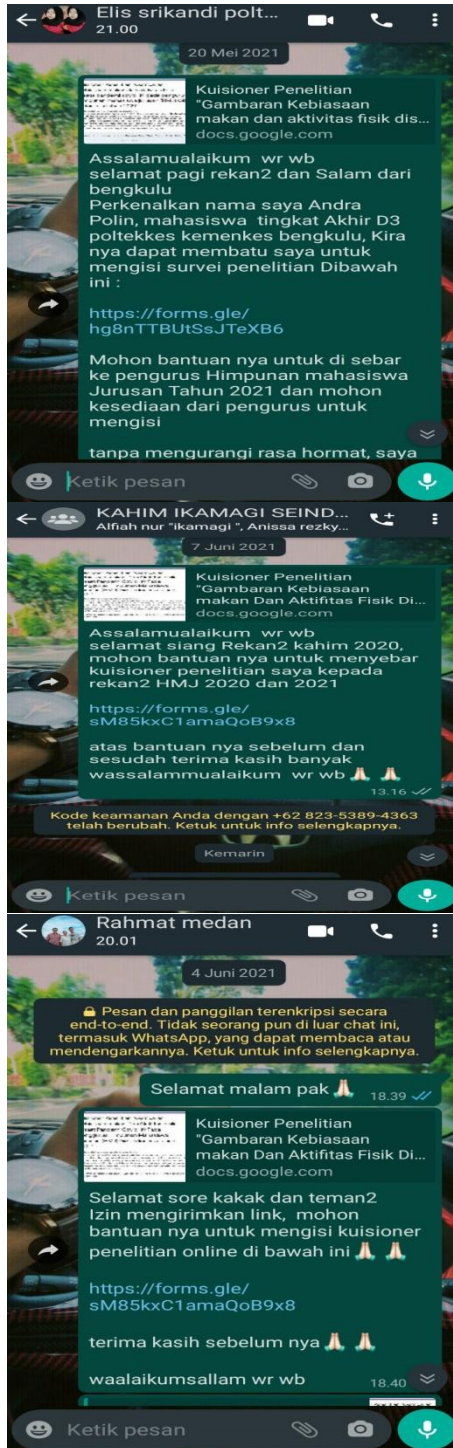 Elis srikandi polt...
21.00
20 Mei 2021
Kuisioner Penelitian
"Gambaran Kebiasaan
makan dan aktivitas fisik dis...
docs.google.com
Assalamualaikum wr wb
selamat pagi rekan2 dan Salam dari
bengkulu
Perkenalkan nama saya Andra
Polin, mahasiswa tingkat Akhir D3
poltekkes kemenkes bengkulu, Kira
nya dapat membatu saya untuk
mengisi survei penelitian Dibawah
ini :
https://forms.gle/
hg8nTTBUtSsJTeXB6
Mohon bantuan nya untuk di sebar
ke pengurus Himpunan mahasiswa
Jurusan Tahun 2021 dan mohon
kesediaan dari pengurus untuk
mengisi
tanpa mengurangi rasa hormat, saya
Ketik pesan
KAHIM IKAMAGI SEIND...
Alfiah nur "ikamagi ", Anissa rezky...
7 Juni 2021
Kuisioner Penelitian
"Gambaran Kebiasaan
makan Dan Aktifitas Fisik Di...
docs.google.com
Assalamualaikum wr wb
selamat siang Rekan2 kahim 2020,
mohon bantuan nya untuk menyebar
kuisioner penelitian saya kepada
rekan2 HMJ 2020 dan 2021
https://forms.gle/
sM85kxC1amaQoB9x8
atas bantuan nya sebelum dan
sesudah terima kasih banyak
wassalammualaikum wr wb 🙏🏻 🙏🏻
13.16
Kode keamanan Anda dengan +62 823-5389-4363
telah berubah. Ketuk untuk info selengkapnya.
Kemarin
Ketik pesan
Rahmat medan
20.01
4 Juni 2021
Pesan dan panggilan terenkripsi secara
end-to-end. Tidak seorang pun di luar chat ini,
termasuk WhatsApp, yang dapat membaca atau
mendengarkannya. Ketuk untuk info selengkapnya.
Selamat malam pak 🙏🏻 18.39
Kuisioner Penelitian
"Gambaran Kebiasaan
makan Dan Aktifitas Fisik Di...
docs.google.com
Selamat sore kakak dan teman2
Izin mengirimkan link, mohon
bantuan nya untuk mengisi kuisioner
penelitian online di bawah ini 🙏🏻 🙏🏻
https://forms.gle/
sM85kxC1amaQoB9x8
terima kasih sebelum nya 🙏🏻 🙏🏻
waalaikumsallam wr wb
18.40
Ketik pesan